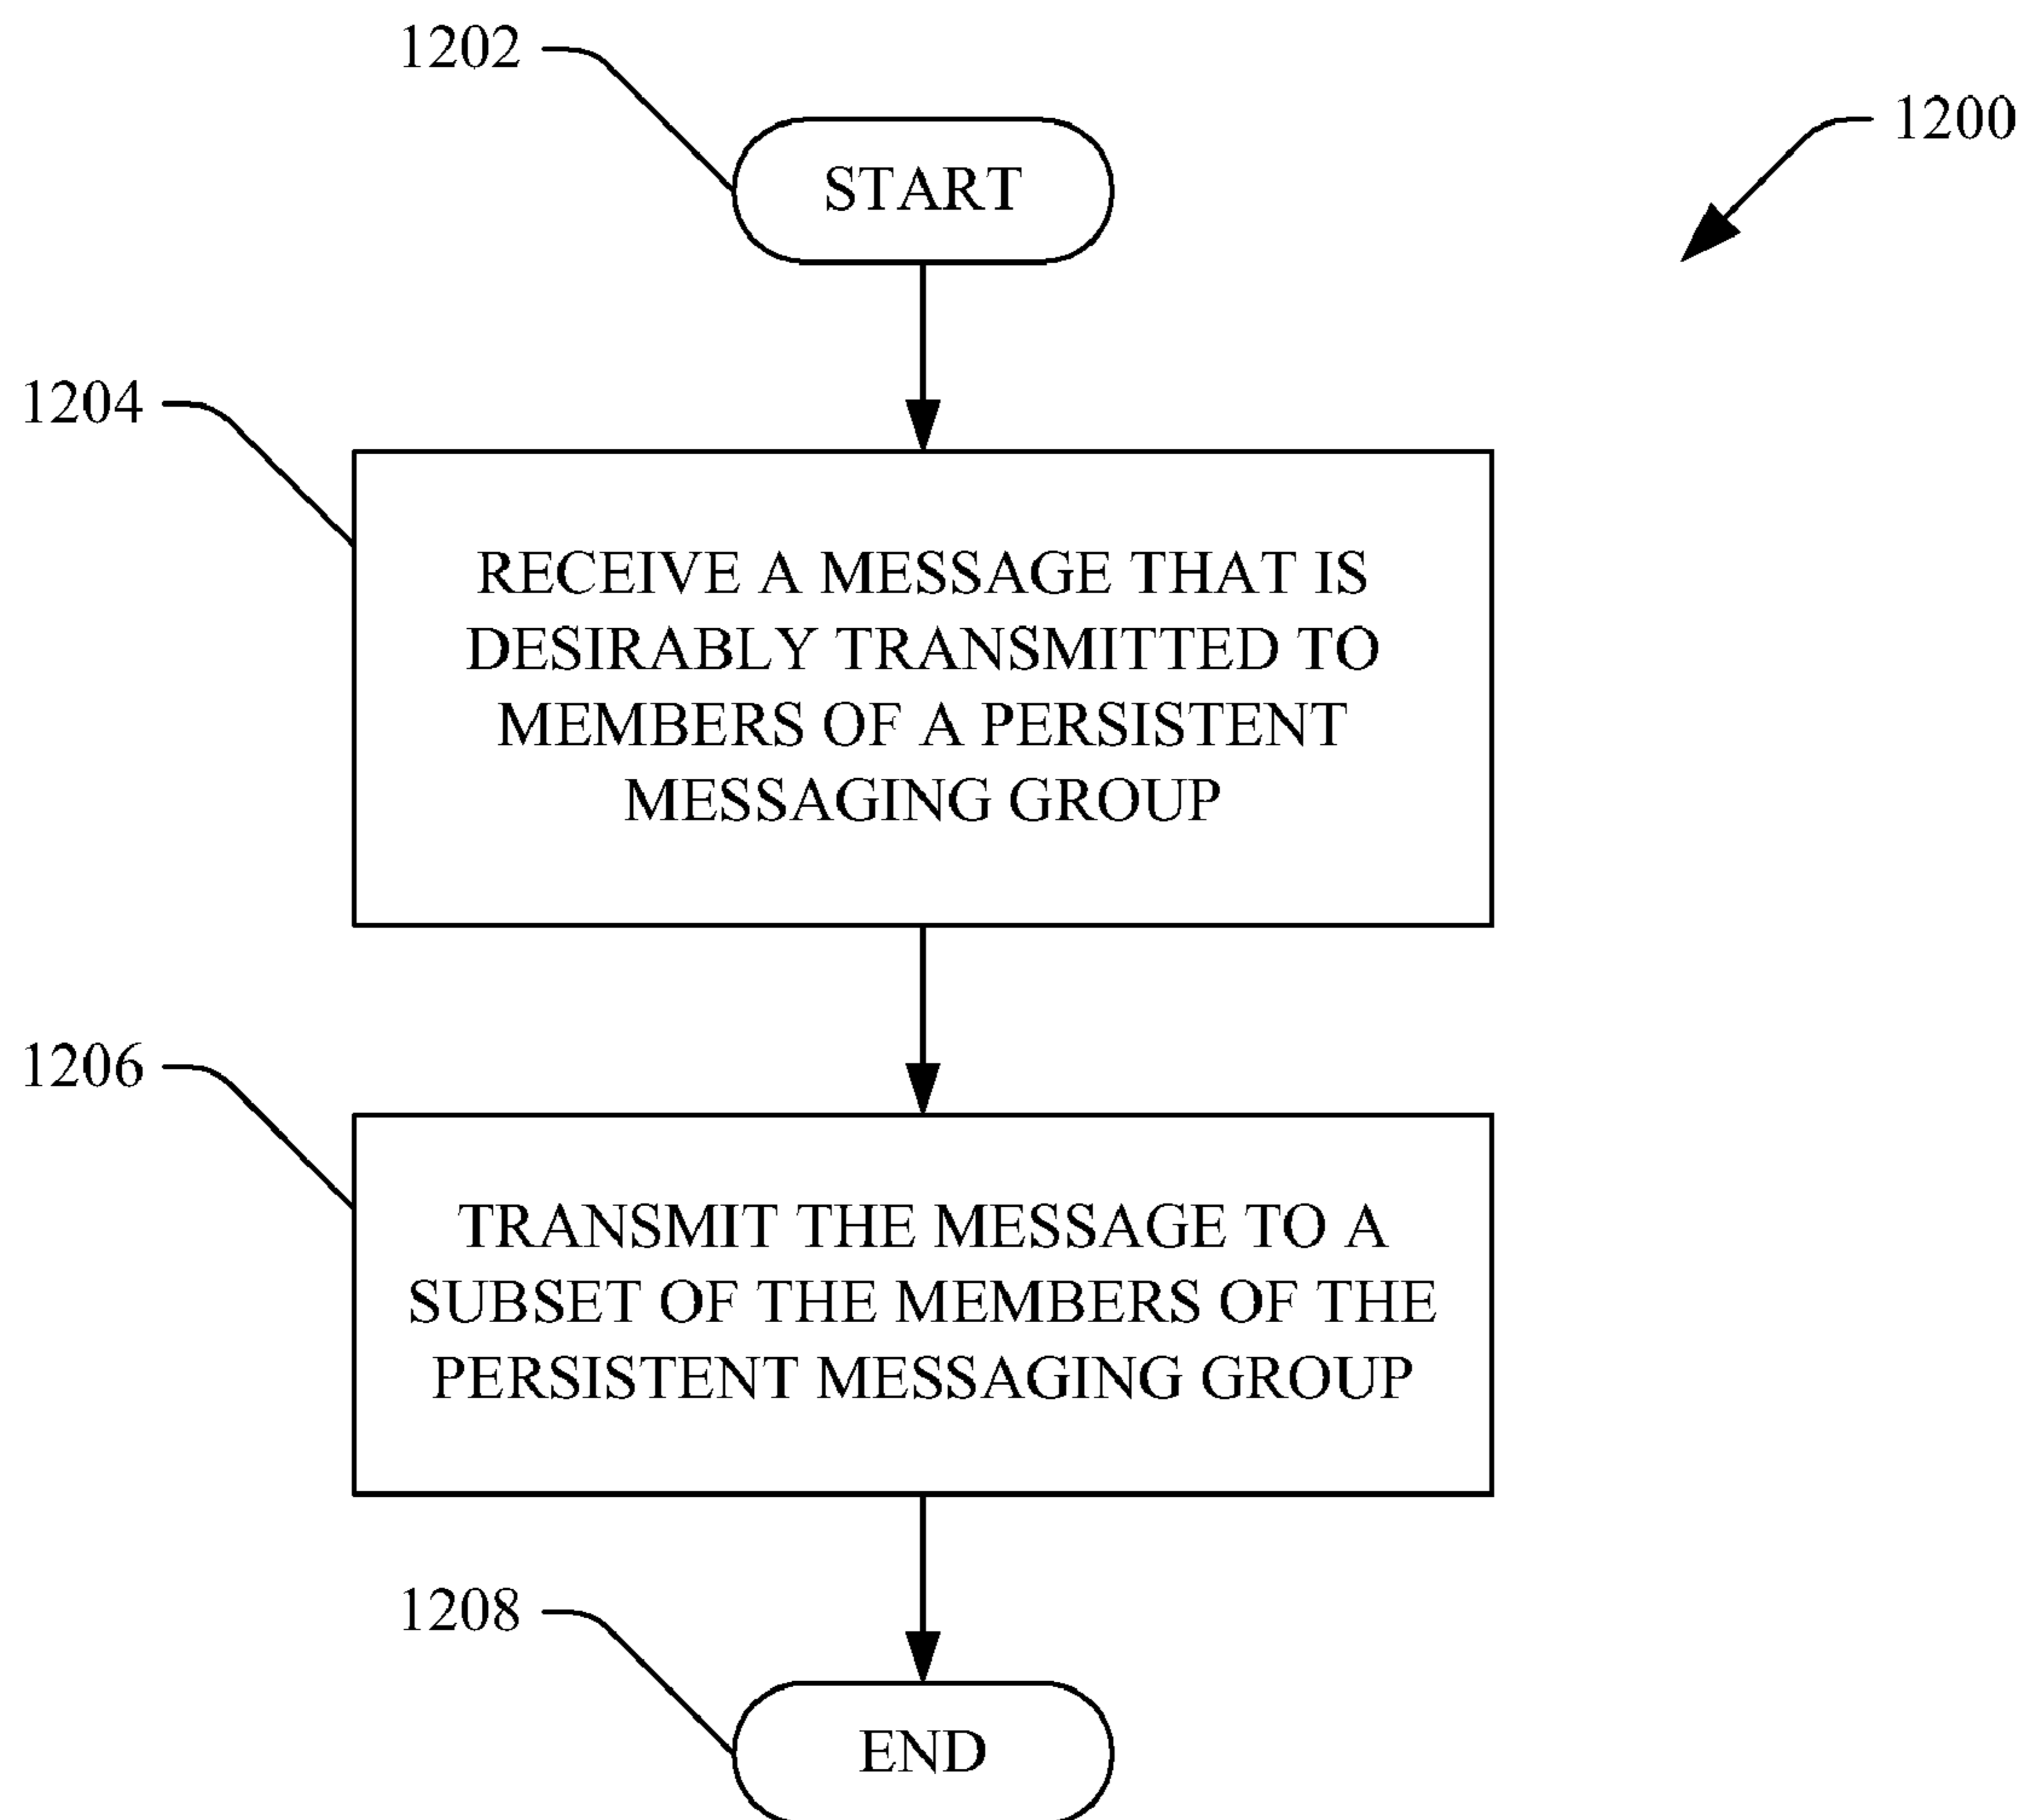 1202
1200
START
1204
RECEIVE A MESSAGE THAT IS
DESIRABLY TRANSMITTED TO
MEMBERS OF A PERSISTENT
MESSAGING GROUP
1206
TRANSMIT THE MESSAGE TO A
SUBSET OF THE MEMBERS OF THE
PERSISTENT MESSAGING GROUP
1208
END